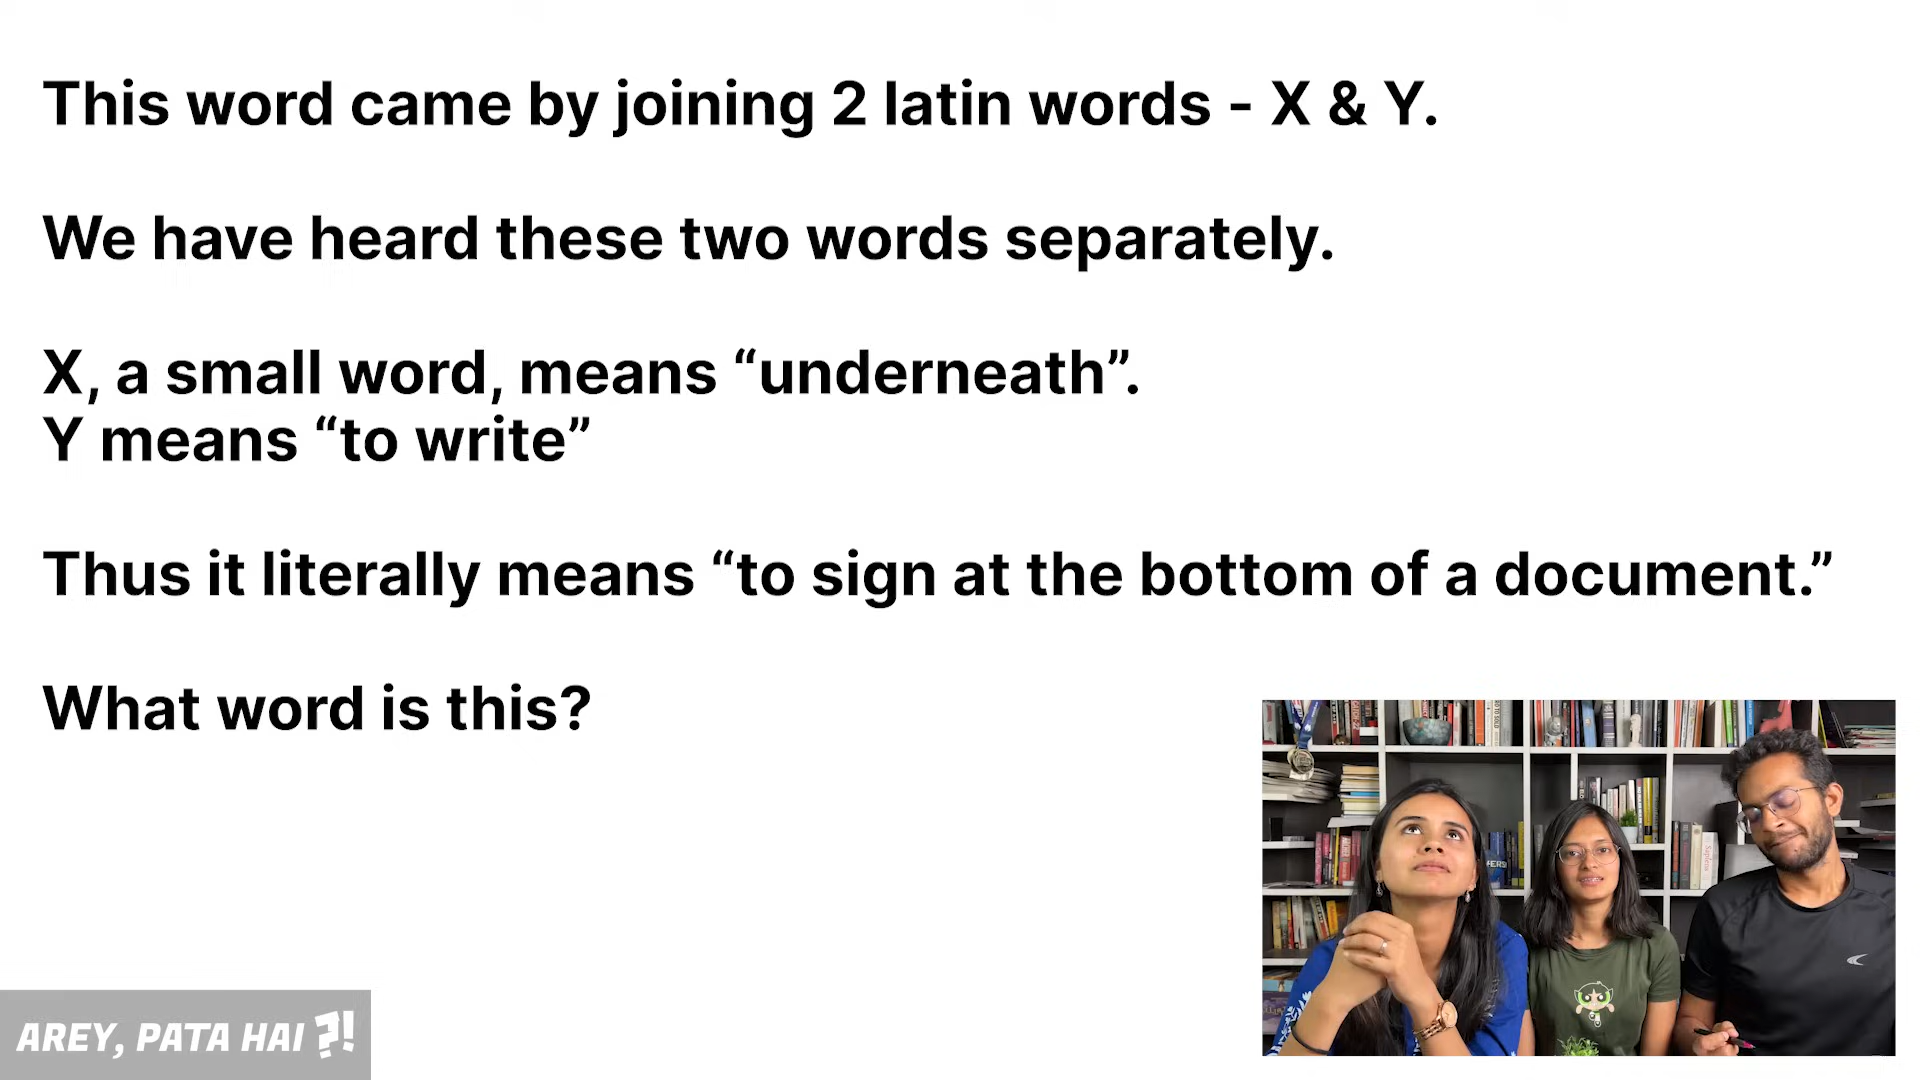 This word came by joining 2 latin words - X & Y.
We have heard these two words separately.
X, a small word, means “underneath”.
Y means “to write”
Thus it literally means “to sign at the bottom of a document.”
What word is this?
AREY, PATA HAI ?!